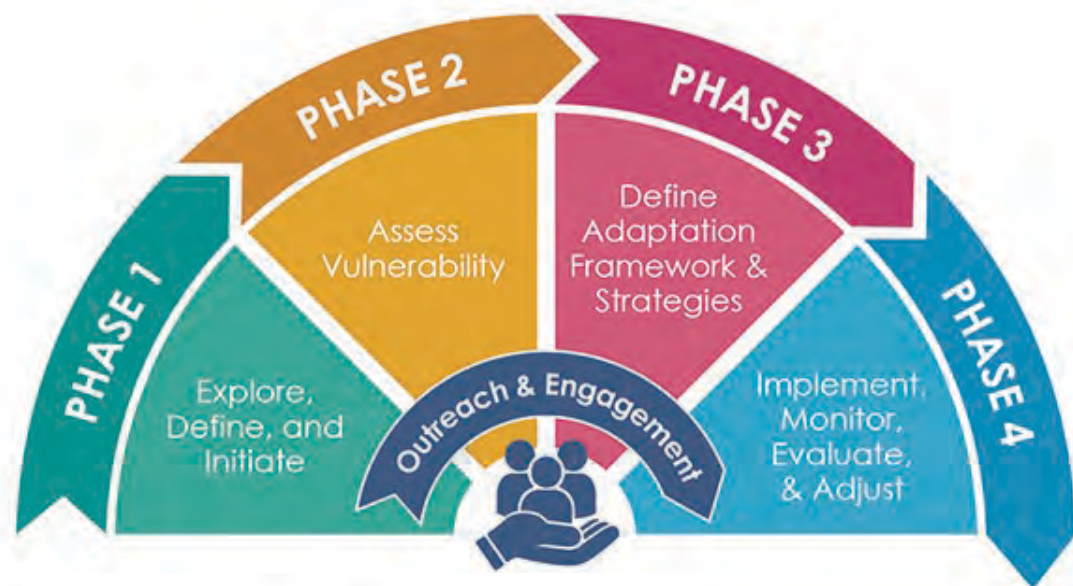 PHASE 1
Explore,
Define, and
Initiate
PHASE 2
Assess
Vulnerability
PHASE 3
Define
Adaptation
Framework &
Strategies
PHASE 4
Implement,
Monitor,
Evaluate,
& Adjust
Outreach & Engagement